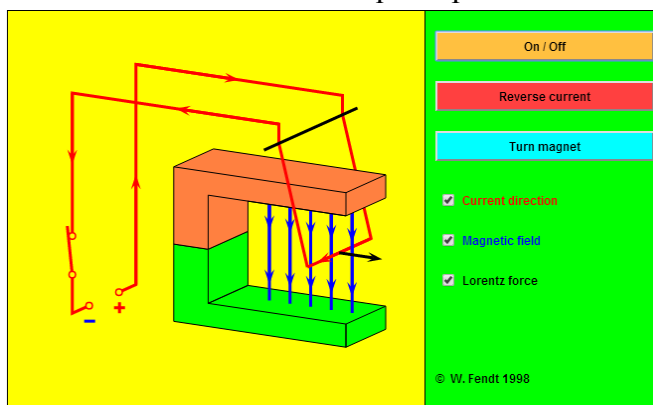 On / Off
Reverse current
Turn magnet
Current direction
Magnetic field
Lorentz force
− +
© W. Fendt 1998